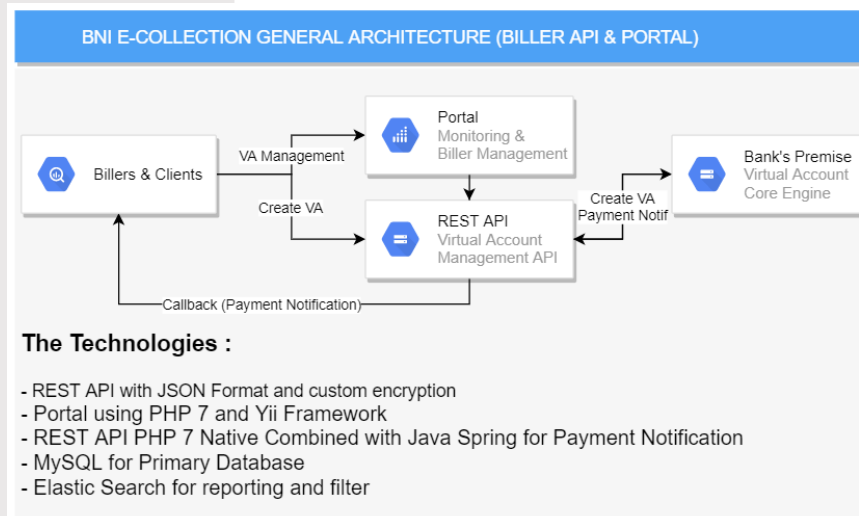 BNI E-COLLECTION GENERAL ARCHITECTURE (BILLER API & PORTAL)
Billers & Clients
VA Management
Create VA
Portal
Monitoring &
Biller Management
REST API
Virtual Account
Management API
Create VA
Payment Notif
Bank's Premise
Virtual Account
Core Engine
Callback (Payment Notification)
The Technologies :
- REST API with JSON Format and custom encryption
- Portal using PHP 7 and Yii Framework
- REST API PHP 7 Native Combined with Java Spring for Payment Notification
- MySQL for Primary Database
- Elastic Search for reporting and filter